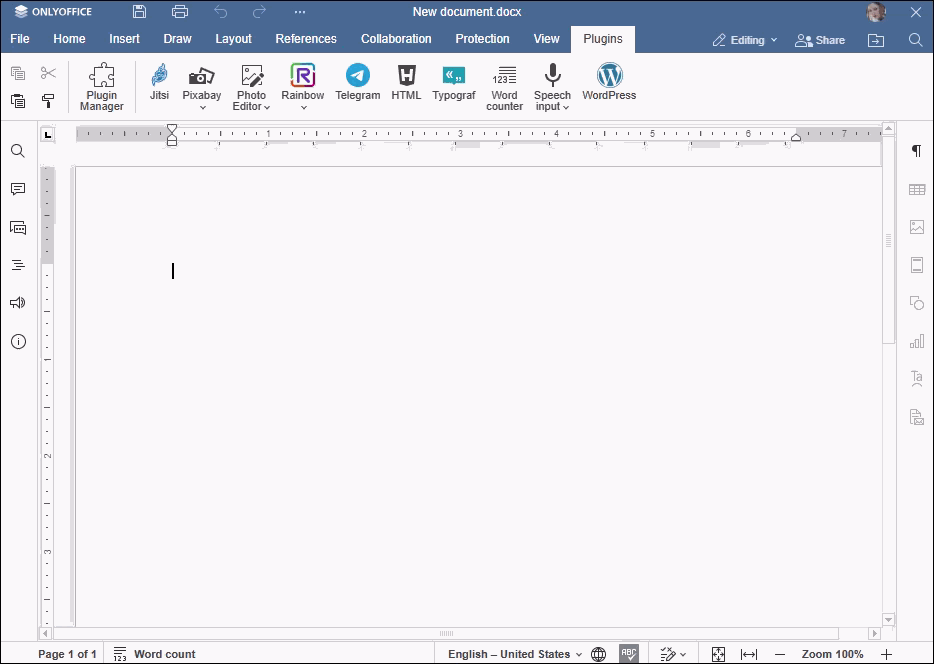 ONLYOFFICE
New document.docx
File Home Insert Draw Layout References Collaboration Protection View Plugins Editing Share
Plugin Manager
Jitsi
Pixabay
Photo Editor
Rainbow
Telegram
HTML
Typograf
Word counter
Speech input
WordPress
1 2 3 4 5 6 7
1
2
3
Page 1 of 1 Word count English – United States ABC Zoom 100%